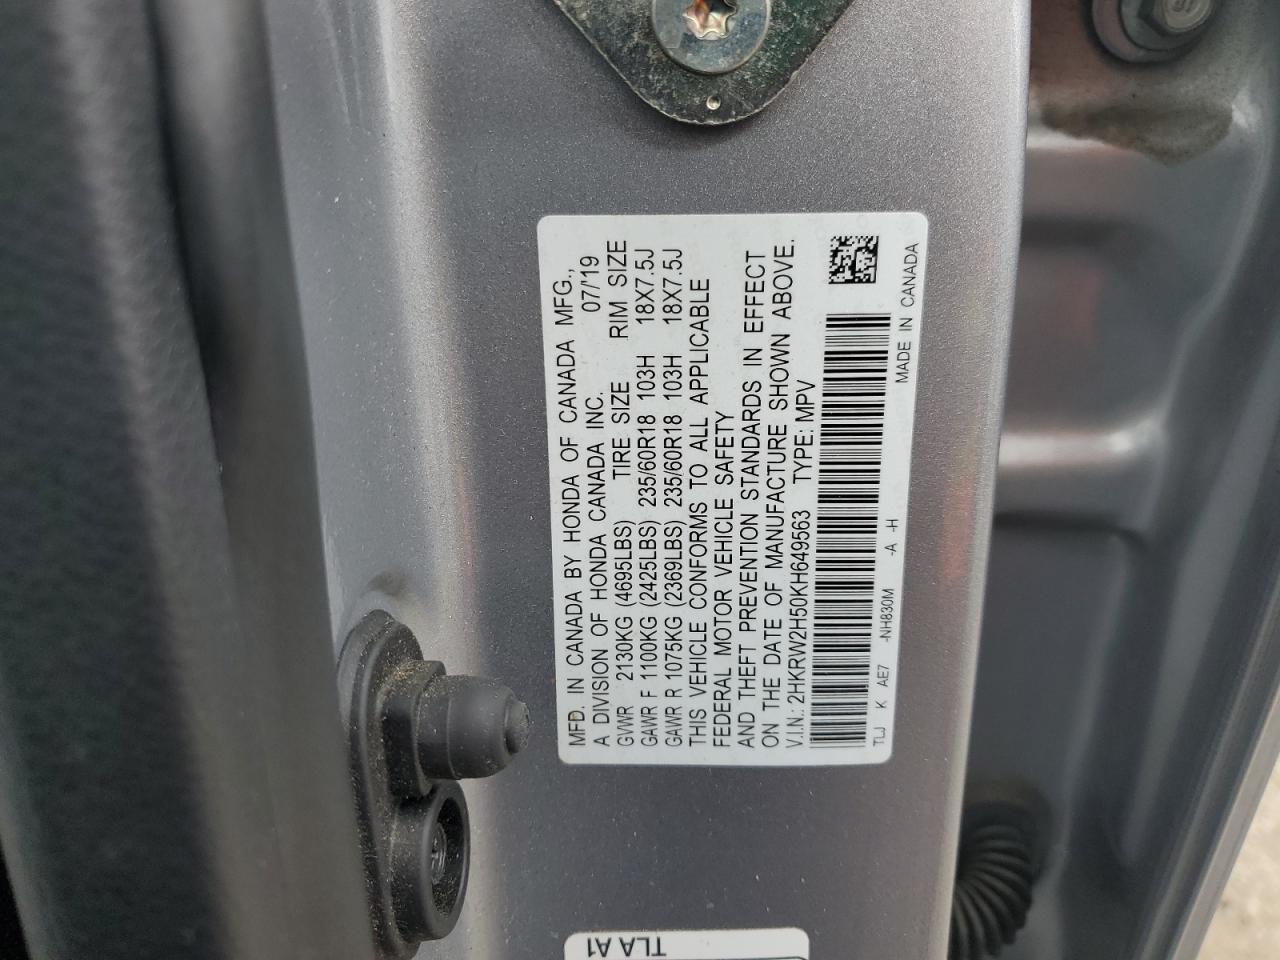 MFD. IN CANADA BY HONDA OF CANADA MFG.,
A DIVISION OF HONDA CANADA INC. 07/'19
GVWR 2130KG (4695LBS) TIRE SIZE RIM SIZE
GAWR F 1100KG (2425LBS) 235/60R18 103H 18X7.5J
GAWR R 1075KG (2369LBS) 235/60R18 103H 18X7.5J
THIS VEHICLE CONFORMS TO ALL APPLICABLE
FEDERAL MOTOR VEHICLE SAFETY
AND THEFT PREVENTION STANDARDS IN EFFECT
ON THE DATE OF MANUFACTURE SHOWN ABOVE.
V.I.N.: 2HKRW2H50KH649563 TYPE: MPV
TLJ K AE7 -NH830M -A -H
MADE IN CANADA
TLA A1